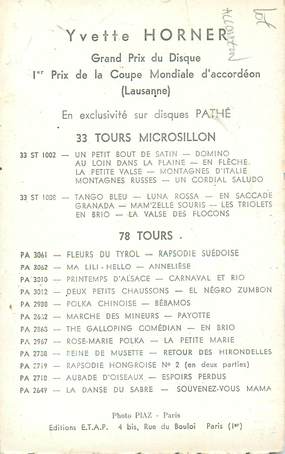 lot
ACCORDÉON
Yvette HORNER
Grand Prix du Disque
1er Prix de la Coupe Mondiale d'accordéon
(Lausanne)
En exclusivité sur disques PATHÉ
33 TOURS MICROSILLON
33 ST 1002 — UN PETIT BOUT DE SATIN — DOMINO
AU LOIN DANS LA PLAINE — EN FLÈCHE
LA PETITE VALSE — MONTAGNES D'ITALIE
MONTAGNES RUSSES — UN CORDIAL SALUDO
33 ST 1008 — TANGO BLEU — LUNA ROSSA — EN SACCADE
GRANADA — MAM'ZELLE SOURIS — LES TRIOLETS
EN BRIO — LA VALSE DES FLOCONS
78 TOURS
PA 3061 — FLEURS DU TYROL — RAPSODIE SUÉDOISE
PA 3062 — MA LILI-HELLO — ANNELIÈSE
PA 3010 — PRINTEMPS D'ALSACE — CARNAVAL ET RIO
PA 3012 — DEUX PETITS CHAUSSONS — EL NÉGRO ZUMBON
PA 2988 — POLKA CHINOISE — BÉBAMOS
PA 2632 — MARCHE DES MINEURS — PAYOTTE
PA 2863 — THE GALLOPING COMÉDIAN — EN BRIO
PA 2967 — ROSE-MARIE POLKA — LA PETITE MARIE
PA 2738 — REINE DE MUSETTE — RETOUR DES HIRONDELLES
PA 2719 — RAPSODIE HONGROISE Nº 2 (en deux parties)
PA 2718 — AUBADE D'OISEAUX — ESPOIRS PERDUS
PA 2649 — LA DANSE DU SABRE — SOUVENEZ-VOUS MAMA
Photo PIAZ - Paris
Editions E.T.A.P. 4 bis, Rue du Bouloi Paris (Ier)